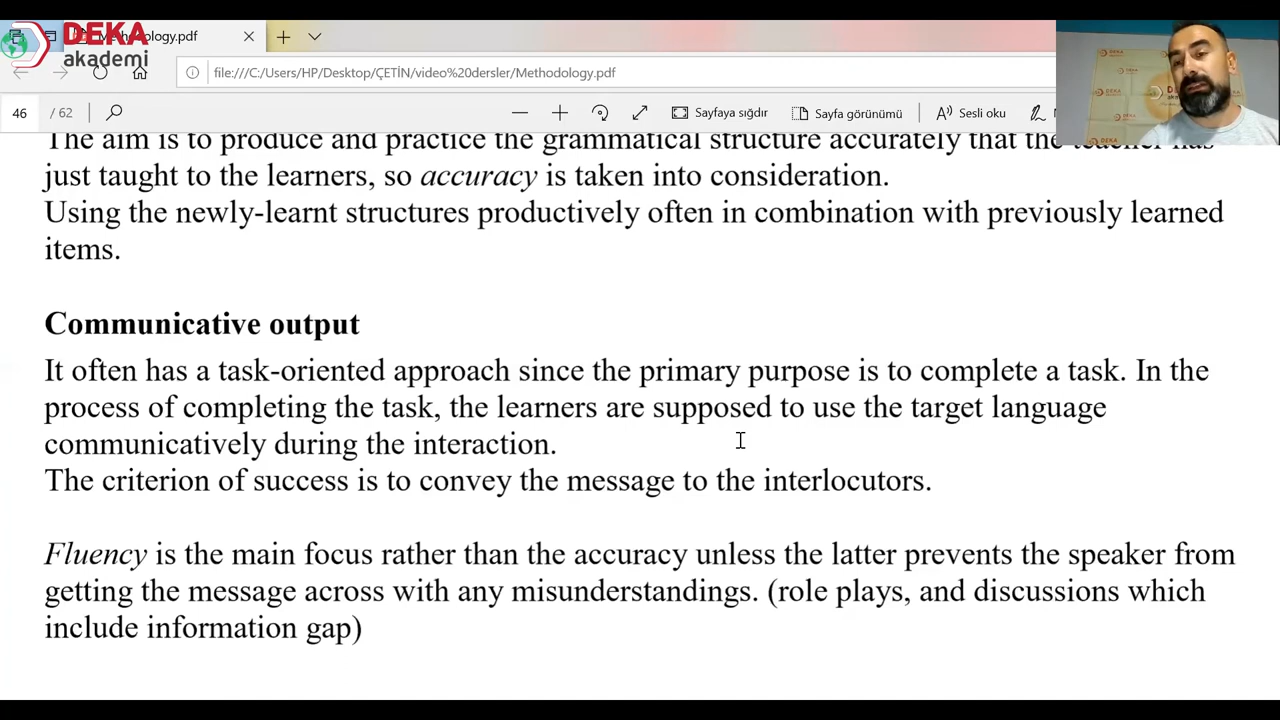 DEKA
akademi
Methodology.pdf
file:///C:/Users/HP/Desktop/ÇETİN/video%20dersler/Methodology.pdf
46 / 62 Sayfaya sığdır Sayfa görünümü Sesli oku
The aim is to produce and practice the grammatical structure accurately that the teacher has
just taught to the learners, so accuracy is taken into consideration.
Using the newly-learnt structures productively often in combination with previously learned
items.
Communicative output
It often has a task-oriented approach since the primary purpose is to complete a task. In the
process of completing the task, the learners are supposed to use the target language
communicatively during the interaction.
The criterion of success is to convey the message to the interlocutors.
Fluency is the main focus rather than the accuracy unless the latter prevents the speaker from
getting the message across with any misunderstandings. (role plays, and discussions which
include information gap)